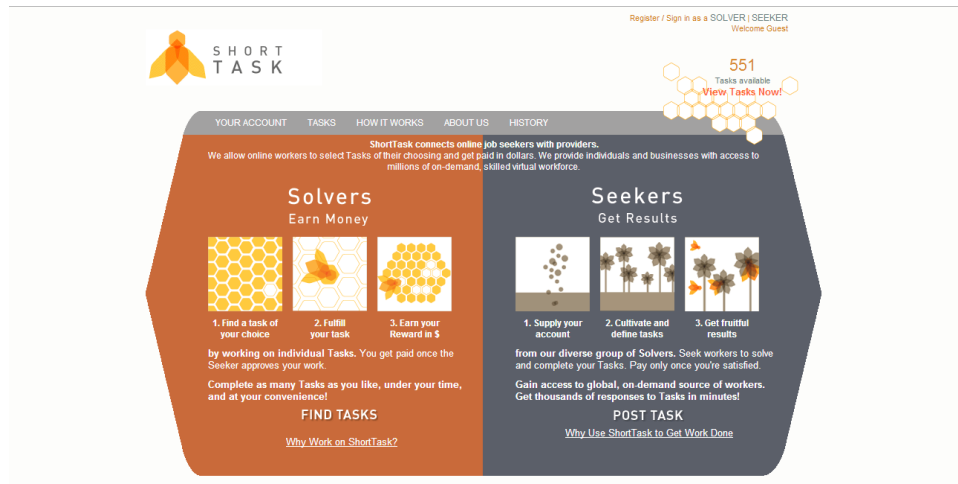 Register / Sign in as a SOLVER | SEEKER
Welcome Guest
SHORT
TASK
551
Tasks available
View Tasks Now!
YOUR ACCOUNT TASKS HOW IT WORKS ABOUT US HISTORY
ShortTask connects online job seekers with providers.
We allow online workers to select Tasks of their choosing and get paid in dollars. We provide individuals and businesses with access to
millions of on-demand, skilled virtual workforce.
Solvers
Earn Money
1. Find a task of
your choice
2. Fulfill
your task
3. Earn your
Reward in $
by working on individual Tasks. You get paid once the
Seeker approves your work.
Complete as many Tasks as you like, under your time,
and at your convenience!
FIND TASKS
Why Work on ShortTask?
Seekers
Get Results
1. Supply your
account
2. Cultivate and
define tasks
3. Get fruitful
results
from our diverse group of Solvers. Seek workers to solve
and complete your Tasks. Pay only once you're satisfied.
Gain access to global, on-demand source of workers.
Get thousands of responses to Tasks in minutes!
POST TASK
Why Use ShortTask to Get Work Done